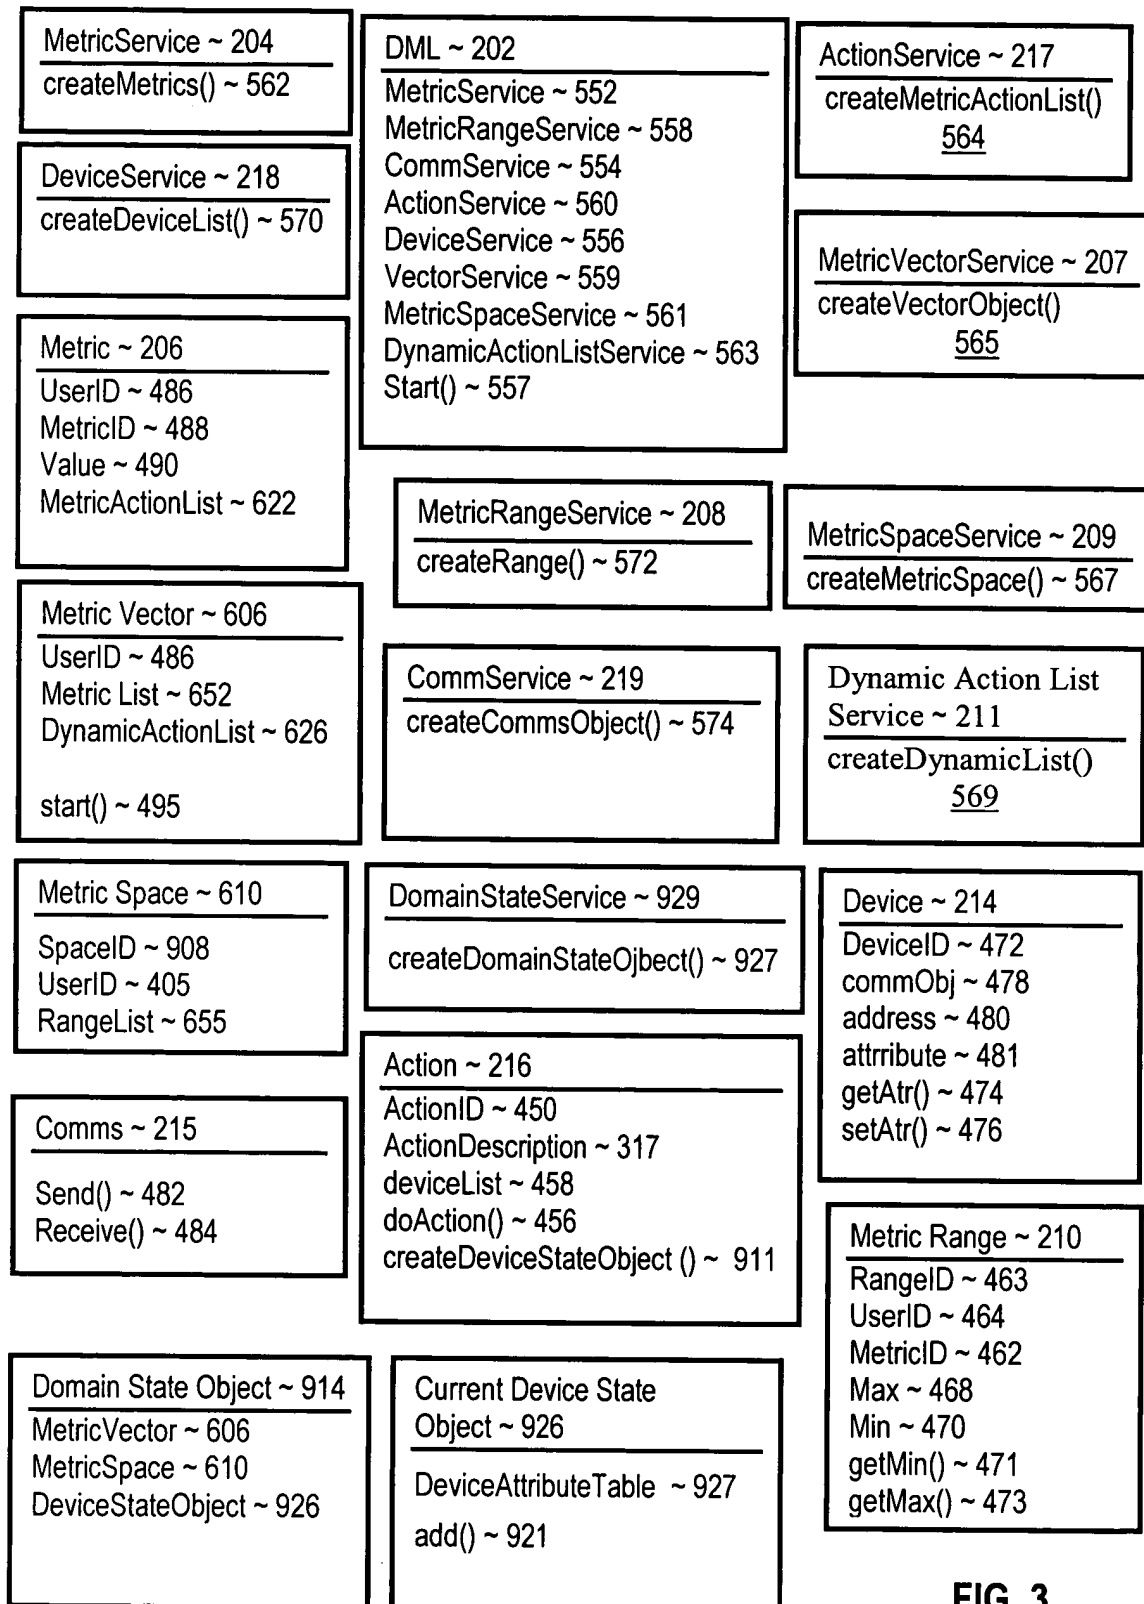 MetricService ~ 204
createMetrics() ~ 562
DML ~ 202
MetricService ~ 552
MetricRangeService ~ 558
CommService ~ 554
ActionService ~ 560
DeviceService ~ 556
VectorService ~ 559
MetricSpaceService ~ 561
DynamicActionListService ~ 563
Start() ~ 557
ActionService ~ 217
createMetricActionList()
564
DeviceService ~ 218
createDeviceList() ~ 570
MetricVectorService ~ 207
createVectorObject()
565
Metric ~ 206
UserID ~ 486
MetricID ~ 488
Value ~ 490
MetricActionList ~ 622
MetricRangeService ~ 208
createRange() ~ 572
MetricSpaceService ~ 209
createMetricSpace() ~ 567
Metric Vector ~ 606
UserID ~ 486
Metric List ~ 652
DynamicActionList ~ 626
start() ~ 495
CommService ~ 219
createCommsObject() ~ 574
Dynamic Action List
Service ~ 211
createDynamicList()
569
Metric Space ~ 610
SpaceID ~ 908
UserID ~ 405
RangeList ~ 655
DomainStateService ~ 929
createDomainStateOjbect() ~ 927
Device ~ 214
DeviceID ~ 472
commObj ~ 478
address ~ 480
attrribute ~ 481
getAtr() ~ 474
setAtr() ~ 476
Comms ~ 215
Send() ~ 482
Receive() ~ 484
Action ~ 216
ActionID ~ 450
ActionDescription ~ 317
deviceList ~ 458
doAction() ~ 456
createDeviceStateObject () ~ 911
Metric Range ~ 210
RangeID ~ 463
UserID ~ 464
MetricID ~ 462
Max ~ 468
Min ~ 470
getMin() ~ 471
getMax() ~ 473
Domain State Object ~ 914
MetricVector ~ 606
MetricSpace ~ 610
DeviceStateObject ~ 926
Current Device State
Object ~ 926
DeviceAttributeTable ~ 927
add() ~ 921
FIG. 3